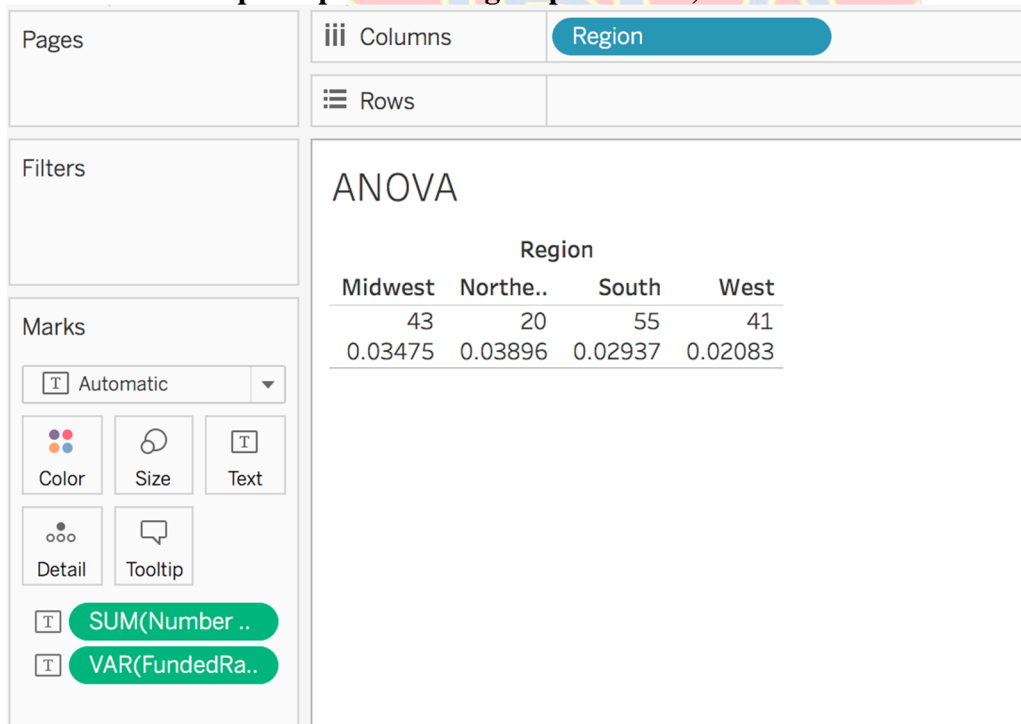 Pages
Columns
Region
Rows
Filters
ANOVA
Region
Midwest Northe.. South West
43 20 55 41
0.03475 0.03896 0.02937 0.02083
Marks
T Automatic
Color Size T Text
Detail Tooltip
T SUM(Number ..
T VAR(FundedRa..